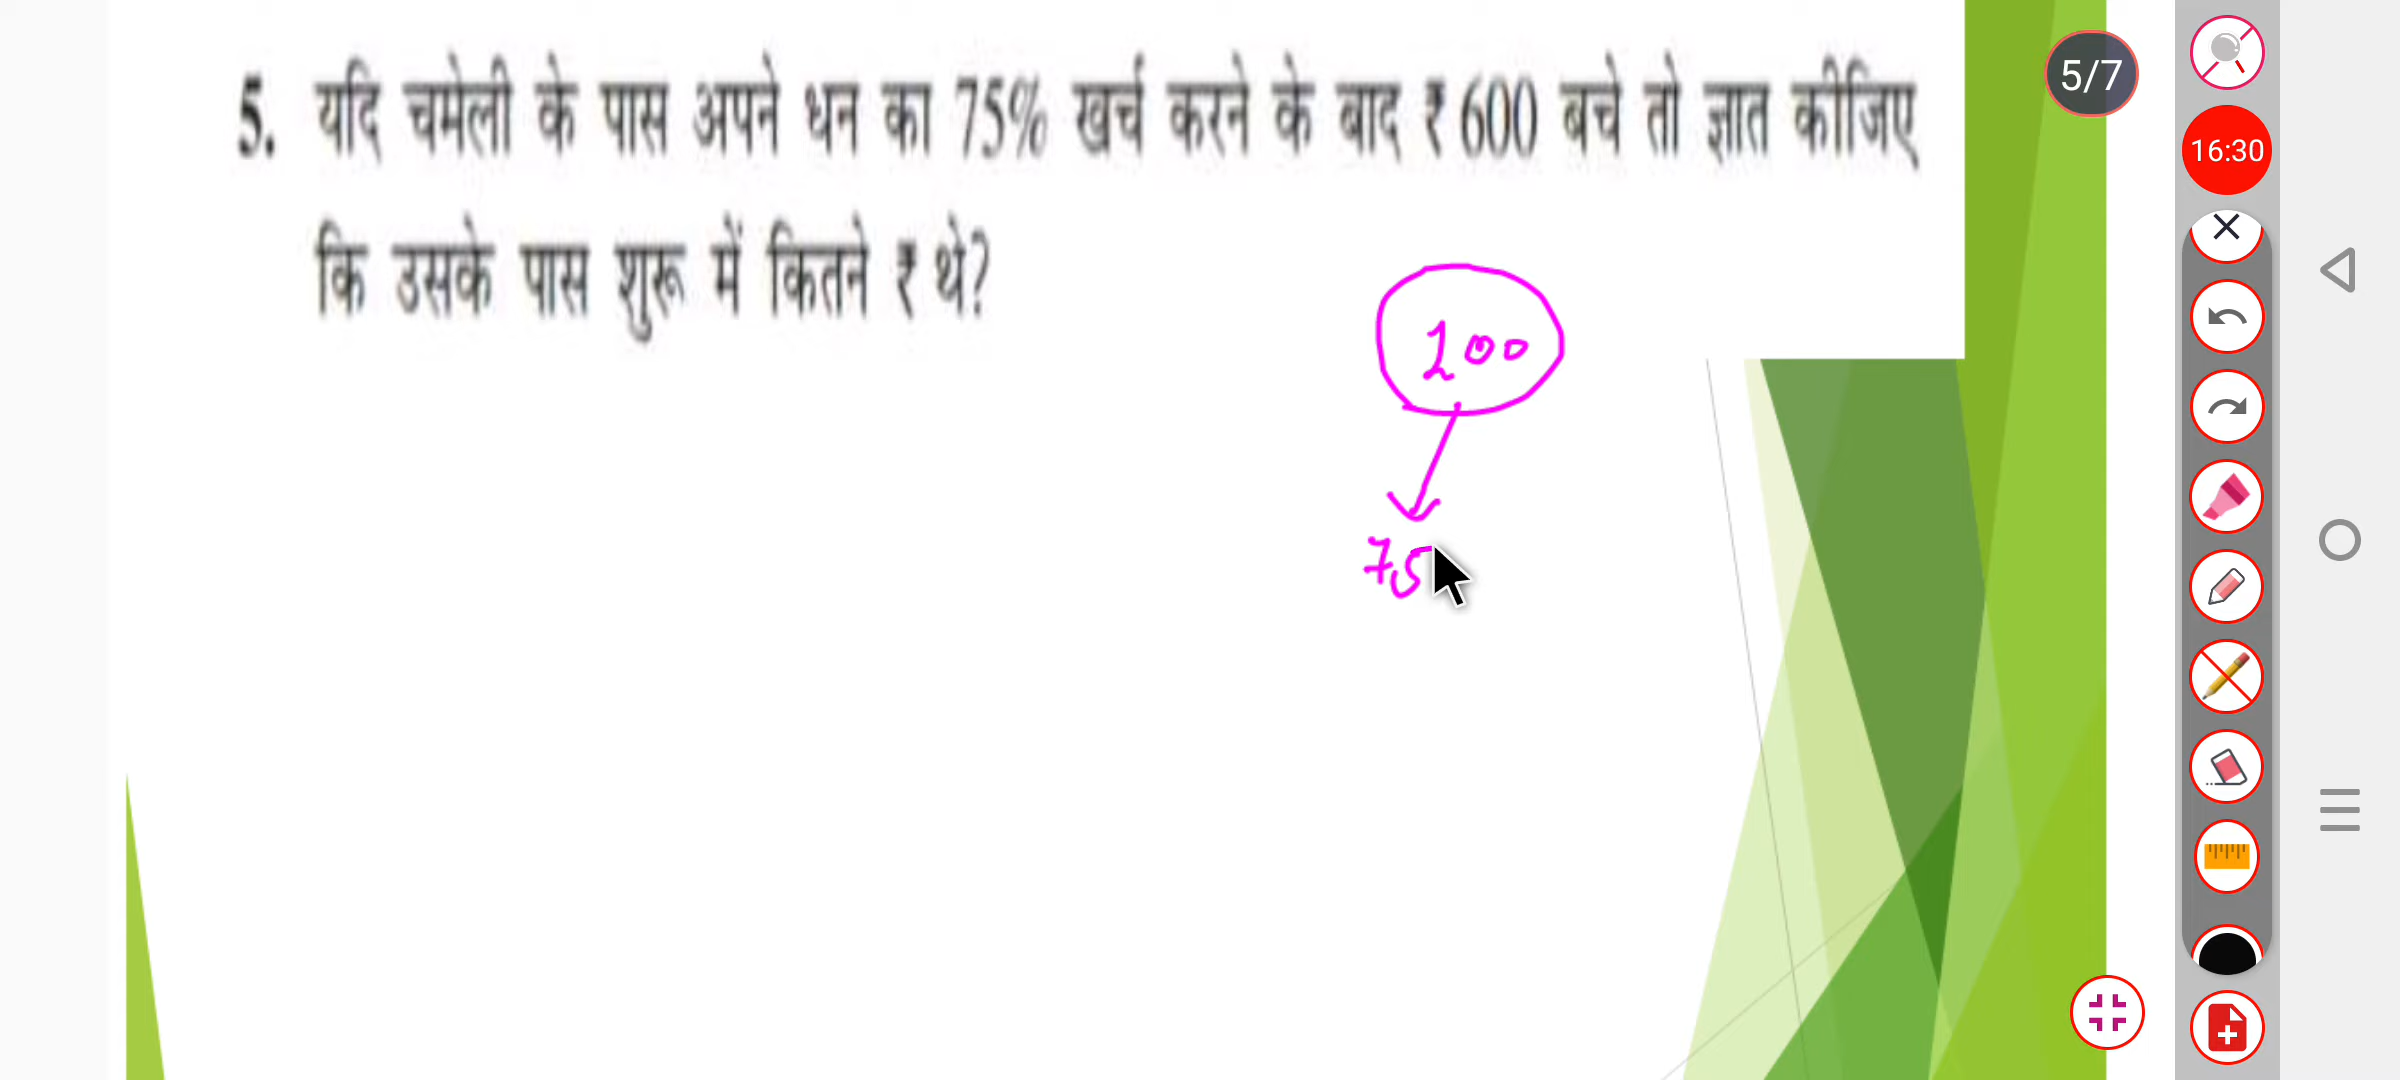 5. यदि चमेली के पास अपने धन का 75% खर्च करने के बाद ₹ 600 बचे तो ज्ञात कीजिए
कि उसके पास शुरू में कितने ₹ थे?
100
75
5/7
16:30